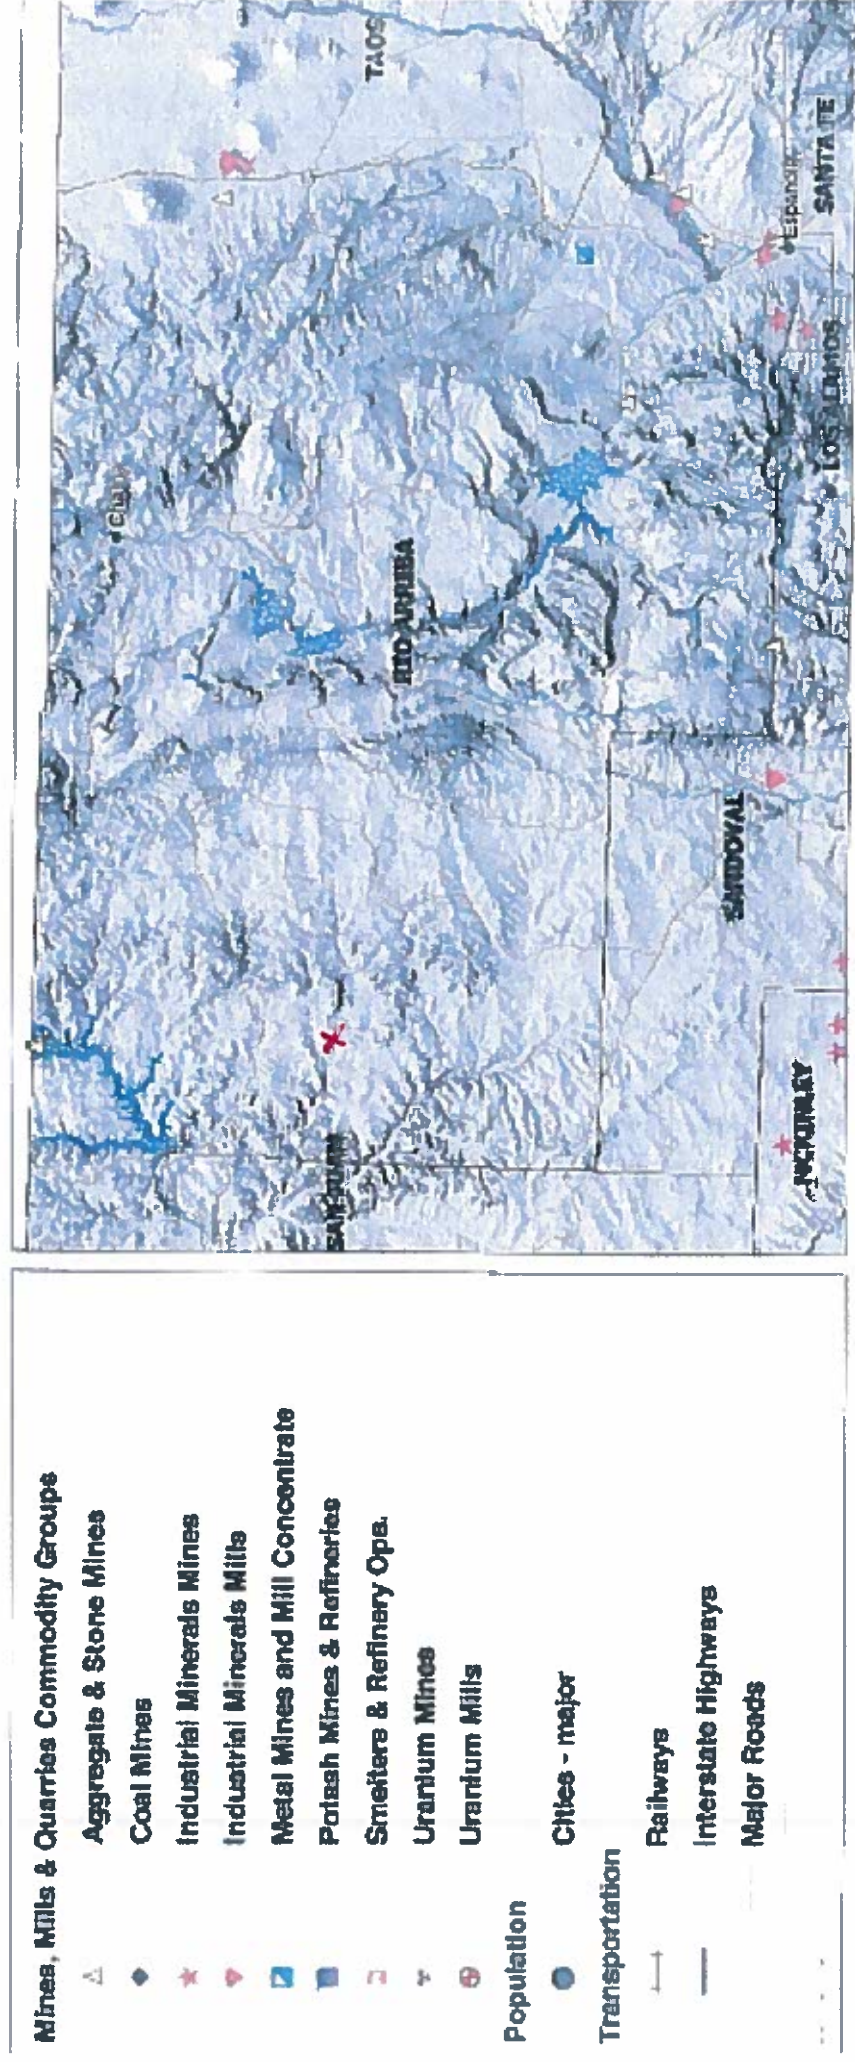 Mines, Mills & Quarries Commodity Groups
Aggregate & Stone Mines
Coal Mines
Industrial Minerals Mines
Industrial Minerals Mills
Metal Mines and Mill Concentrate
Potash Mines & Refineries
Smelters & Refinery Ops.
Uranium Mines
Uranium Mills
Population
Cities - major
Transportation
Railways
Interstate Highways
Major Roads
TAOS
RIO ARRIBA
SANDOVAL
MCKINLEY
LOS ALAMOS
SANTA FE
Espanola